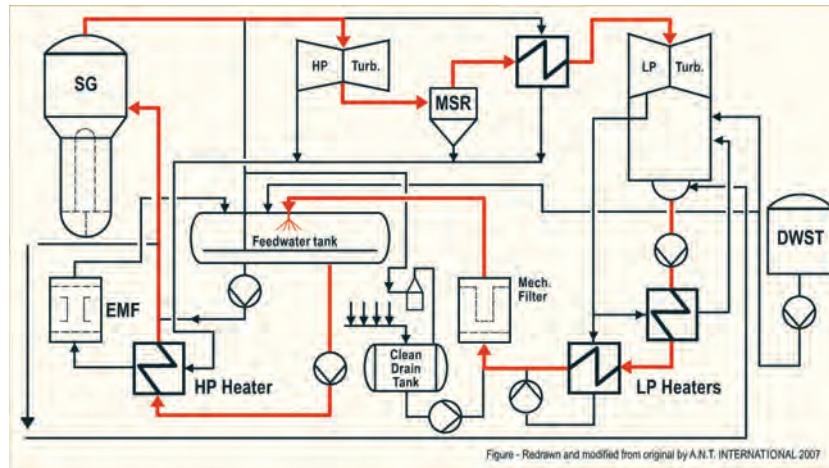 SG
HP Turb.
MSR
LP Turb.
DWST
Feedwater tank
EMF
Mech.
Filter
Clean
Drain
Tank
HP Heater
LP Heaters
Figure - Redrawn and modified from original by A.N.T. INTERNATIONAL 2007